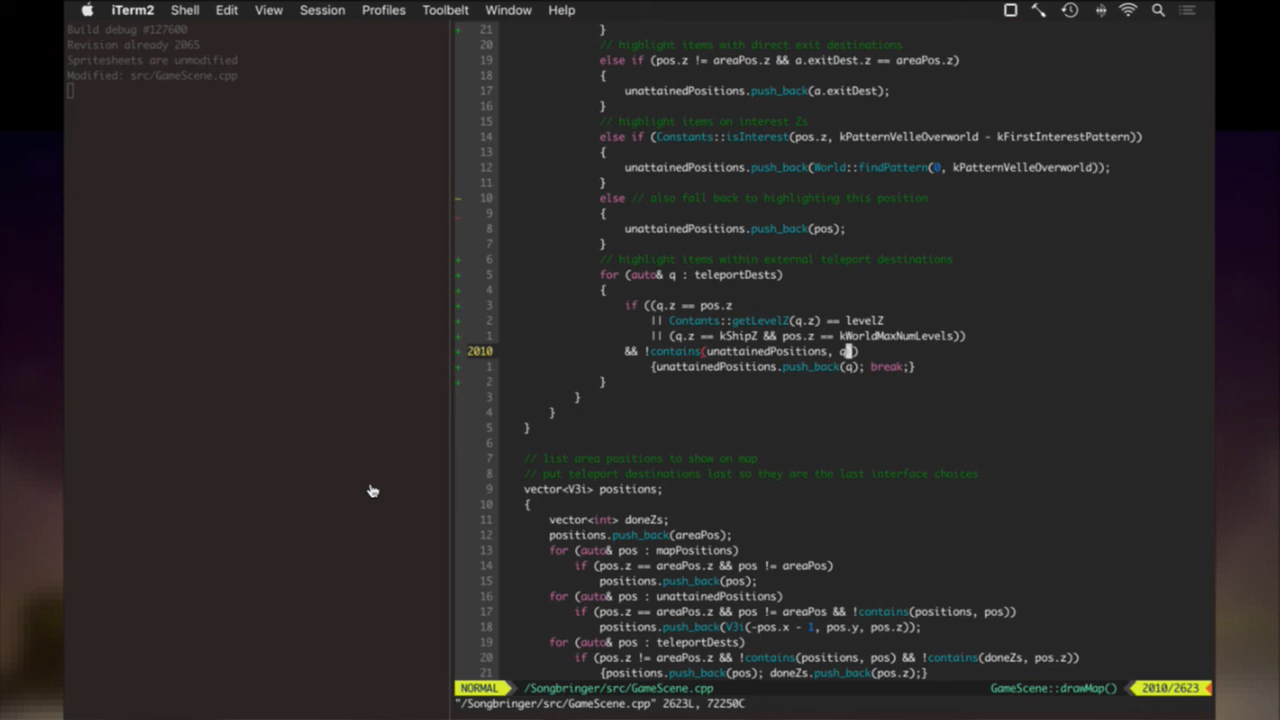 iTerm2 Shell Edit View Session Profiles Toolbelt Window Help
Build debug #127600
Revision already 2065
Spritesheets are unmodified
Modified: src/GameScene.cpp
21 }
20 // highlight items with direct exit destinations
19 else if (pos.z != areaPos.z && a.exitDest.z == areaPos.z)
18 {
17 unattainedPositions.push_back(a.exitDest);
16 }
15 // highlight items on interest Zs
14 else if (Constants::isInterest(pos.z, kPatternVelleOverworld - kFirstInterestPattern))
13 {
12 unattainedPositions.push_back(World::findPattern(0, kPatternVelleOverworld));
11 }
10 else // also fall back to highlighting this position
9 {
8 unattainedPositions.push_back(pos);
7 }
6 // highlight items within external teleport destinations
5 for (auto& q : teleportDests)
4 {
3 if ((q.z == pos.z
2 || Contants::getLevelZ(q.z) == levelZ
1 || (q.z == kShipZ && pos.z == kWorldMaxNumLevels))
2010 && !contains(unattainedPositions, q)
1 {unattainedPositions.push_back(q); break;}
2 }
3 }
4 }
5 }
6
7 // list area positions to show on map
8 // put teleport destinations last so they are the last interface choices
9 vector<V3i> positions;
10 {
11 vector<int> doneZs;
12 positions.push_back(areaPos);
13 for (auto& pos : mapPositions)
14 if (pos.z == areaPos.z && pos != areaPos)
15 positions.push_back(pos);
16 for (auto& pos : unattainedPositions)
17 if (pos.z == areaPos.z && pos != areaPos && !contains(positions, pos))
18 positions.push_back(V3i(-pos.x - 1, pos.y, pos.z));
19 for (auto& pos : teleportDests)
20 if (pos.z != areaPos.z && !contains(positions, pos) && !contains(doneZs, pos.z))
21 {positions.push_back(pos); doneZs.push_back(pos.z);}
NORMAL /Songbringer/src/GameScene.cpp GameScene::drawMap() 2010/2623
"/Songbringer/src/GameScene.cpp" 2623L, 72250C